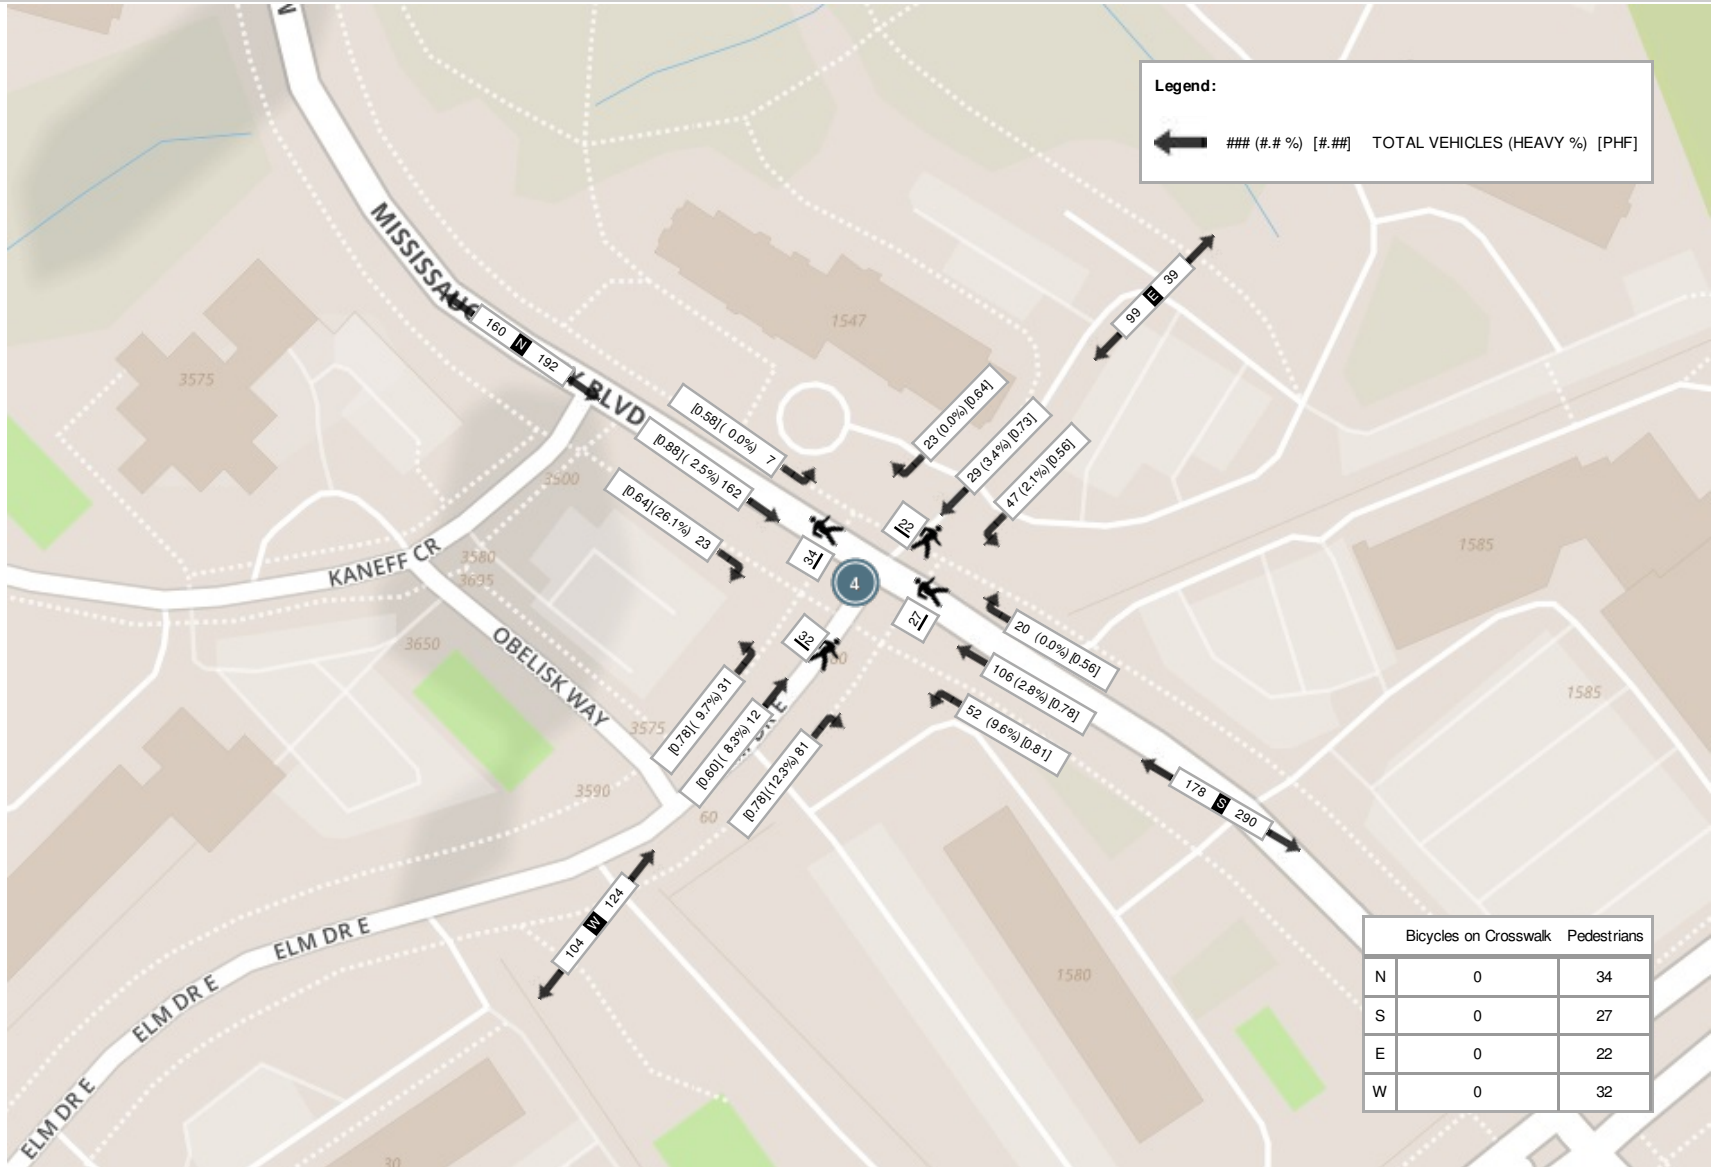 Legend:
### (#.# %) [#.##] TOTAL VEHICLES (HEAVY %) [PHF]
MISSISSAUG
Y BLVD
160 N 192
99 E 39
1547
3575
[0.58]( 0.0%) 7
[0.88]( 2.5%) 162
[0.64](26.1%) 23
23 (0.0%) [0.64]
29 (3.4%) [0.73]
47 (2.1%) [0.56]
3500
22
34
4
27
32
1585
KANEFF CR
3580
3695
3650
OBELISK WAY
20 (0.0%) [0.56]
106 (2.8%) [0.78]
52 (9.6%) [0.81]
[0.78]( 9.7%) 31
[0.60]( 8.3%) 12
[0.78](12.3%) 81
1585
3575
3590
60
178 S 290
104 W 124
ELM DR E
ELM DR E
ELM DR E
1580
30
Bicycles on Crosswalk Pedestrians
N 0 34
S 0 27
E 0 22
W 0 32